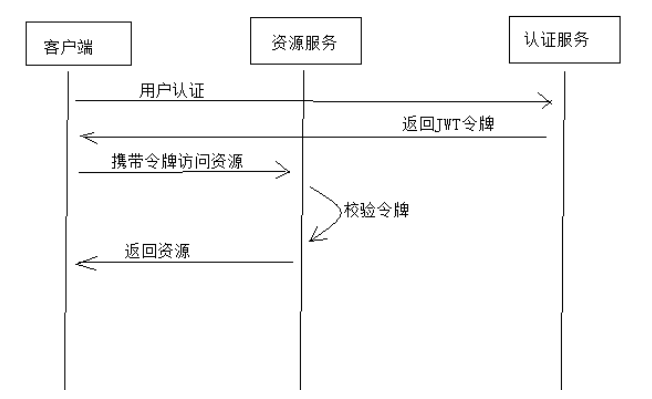 客户端
资源服务
认证服务
用户认证
返回JWT令牌
携带令牌访问资源
校验令牌
返回资源